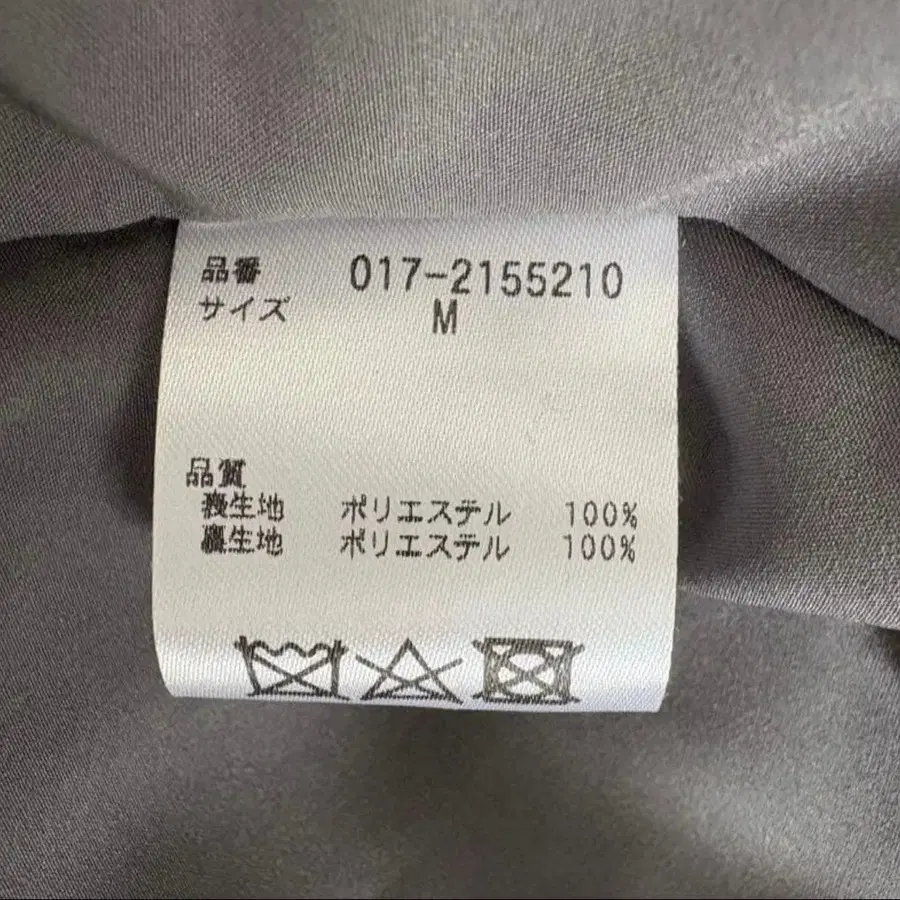 品番 017-2155210
サイズ M
品質
表生地 ポリエステル 100%
裏生地 ポリエステル 100%